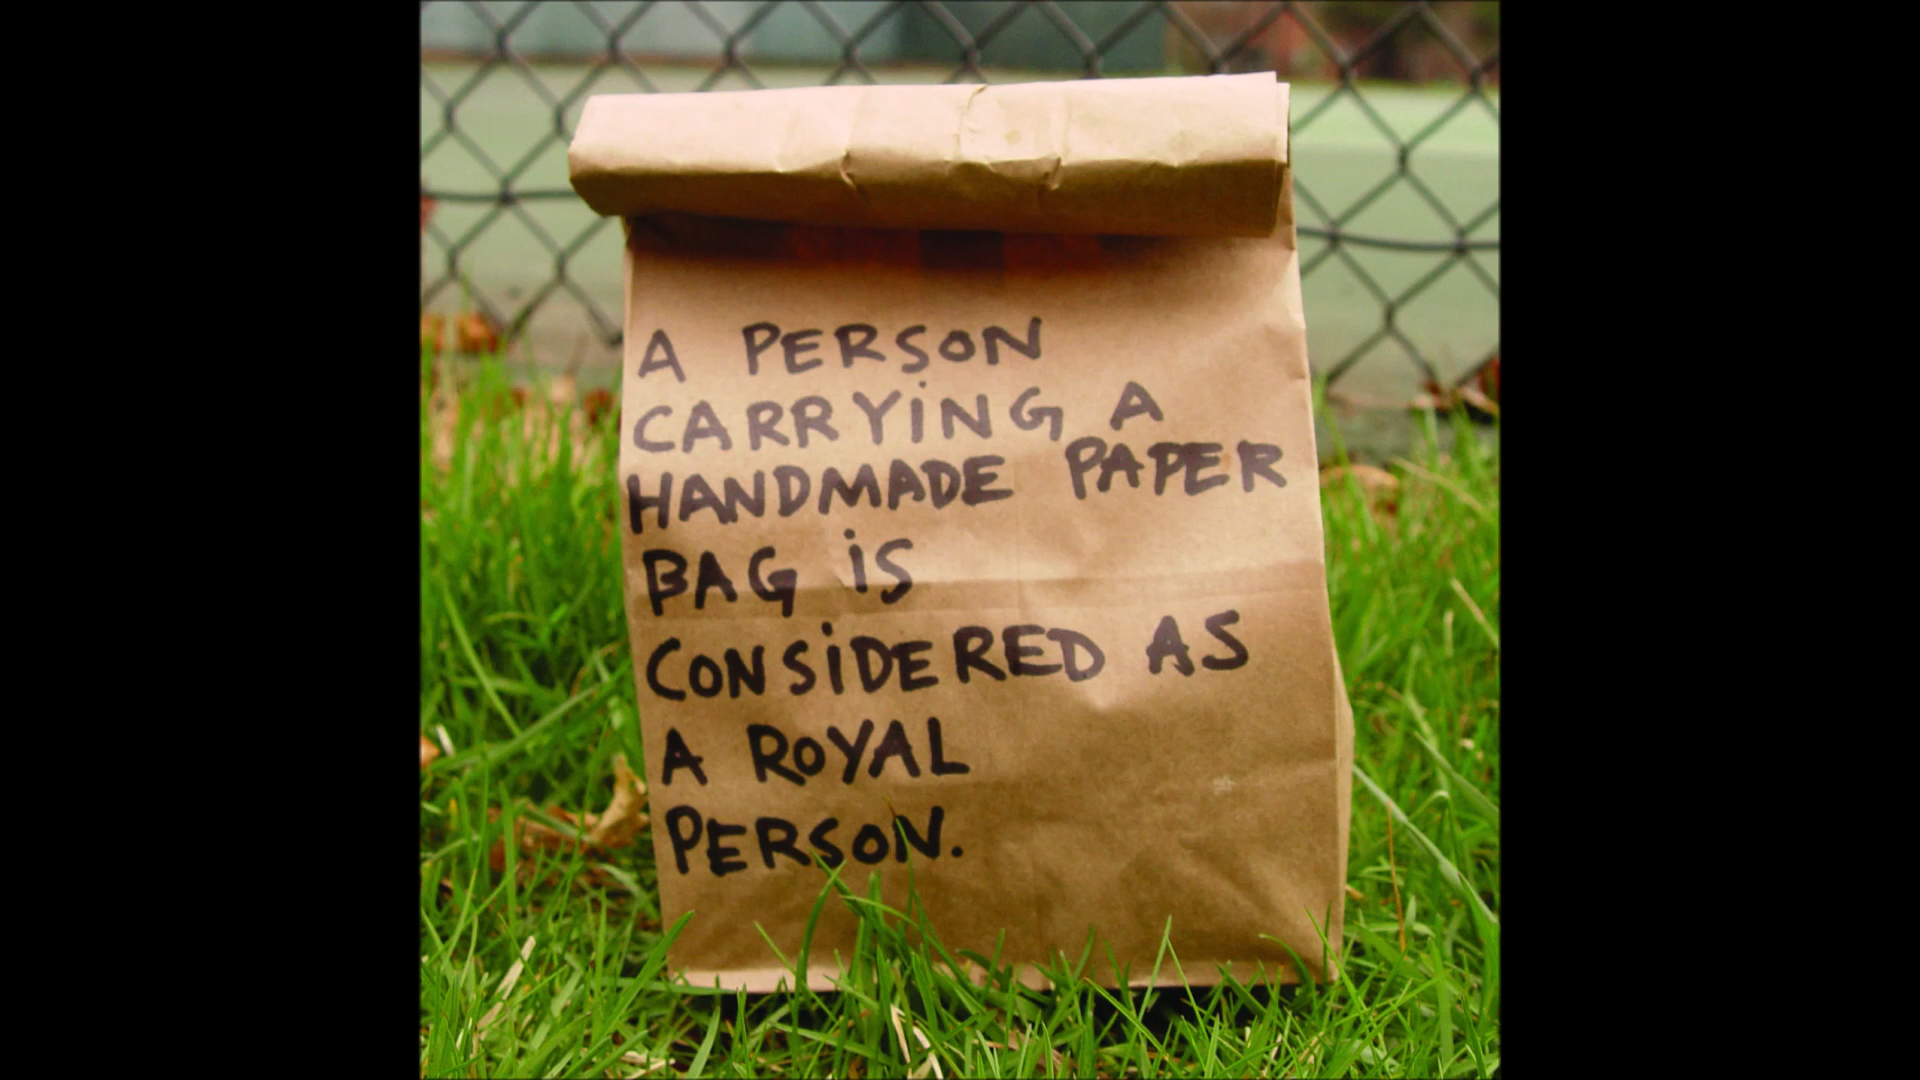 A PERSON
CARRYING A
HANDMADE PAPER
BAG IS
CONSIDERED AS
A ROYAL
PERSON.